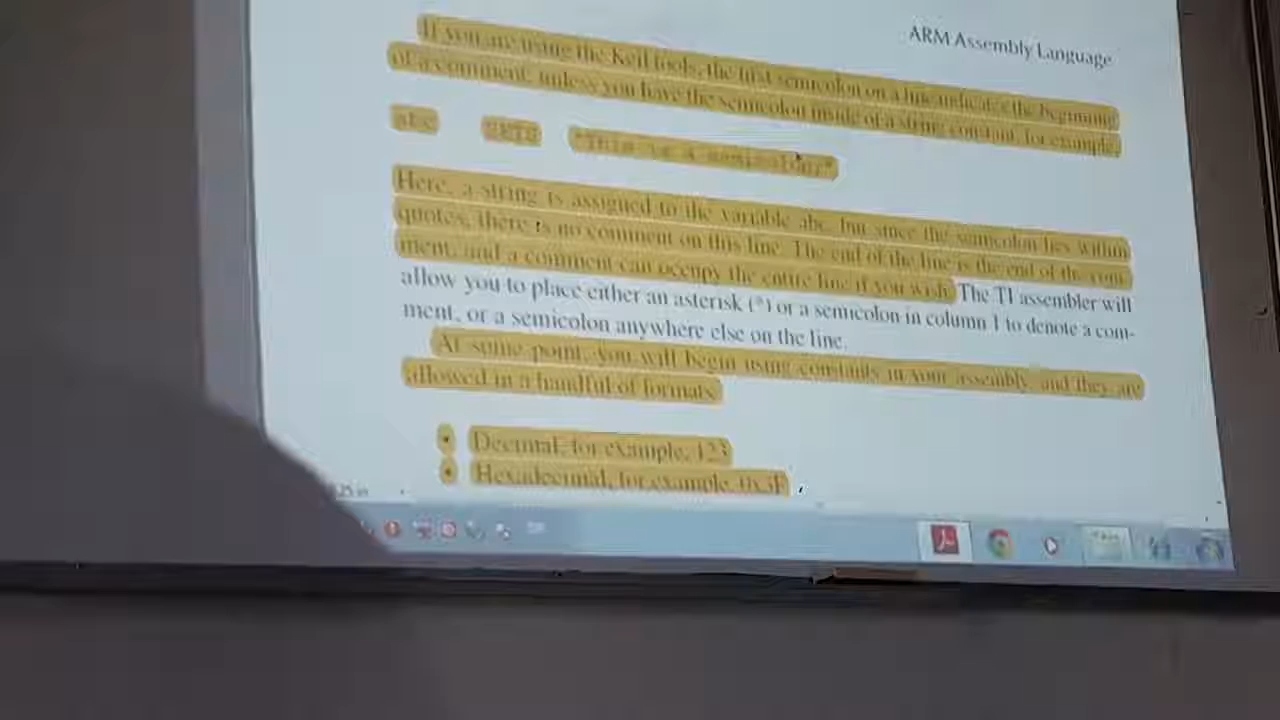 ARM Assembly Language
If you are using the Keil tools, the first semicolon on a line indicates the beginning
of a comment, unless you have the semicolon inside of a string constant, for example,
abc SETS "This is a semicolon;"
Here, a string is assigned to the variable abc, but since the semicolon lies within
quotes, there is no comment on this line. The end of the line is the end of the com-
ment, and a comment can occupy the entire line if you wish. The TI assembler will
allow you to place either an asterisk (*) or a semicolon in column 1 to denote a com-
ment, or a semicolon anywhere else on the line.
At some point, you will begin using constants in your assembly, and they are
allowed in a handful of formats:
• Decimal, for example, 123
• Hexadecimal, for example, 0x3F